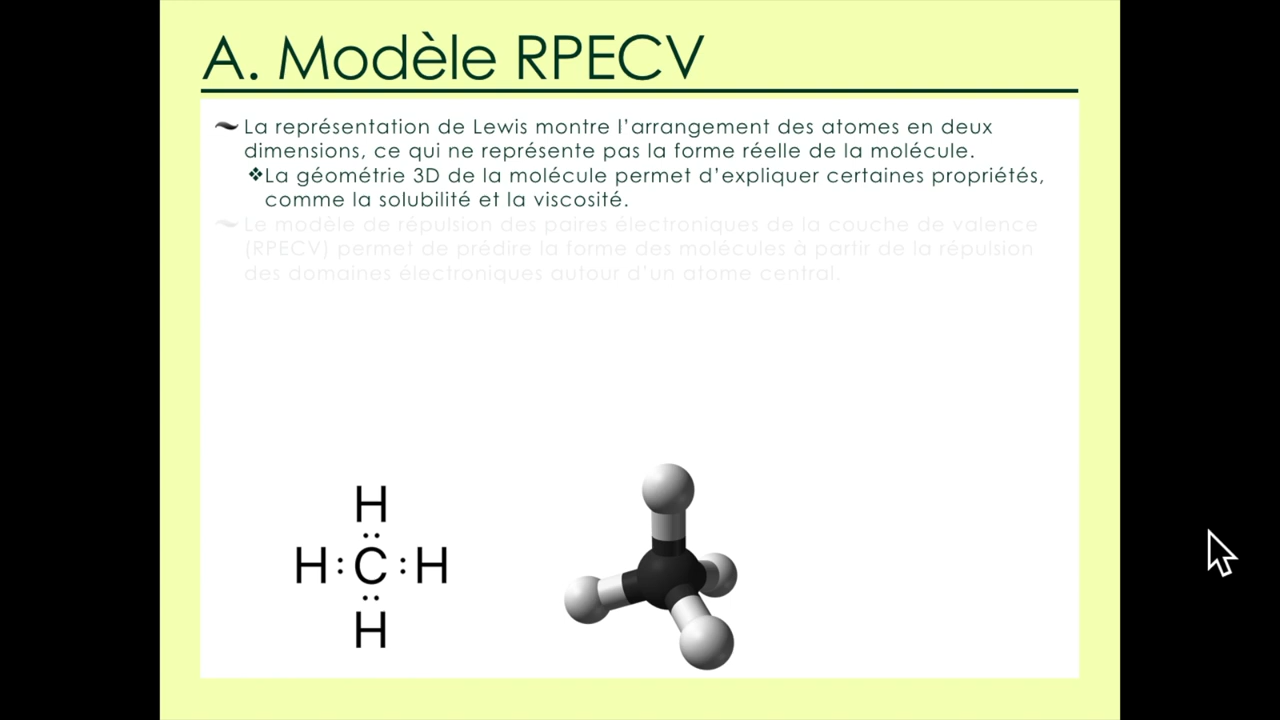 A. Modèle RPECV
La représentation de Lewis montre l'arrangement des atomes en deux
dimensions, ce qui ne représente pas la forme réelle de la molécule.
❖La géométrie 3D de la molécule permet d'expliquer certaines propriétés,
comme la solubilité et la viscosité.
Le modèle de répulsion des paires électroniques de la couche de valence
(RPECV) permet de prédire la forme des molécules à partir de la répulsion
des domaines électroniques autour d'un atome central.
H
H : C : H
H